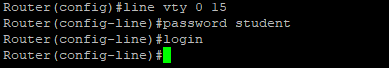 Router(config)#line vty 0 15
Router(config-line)#password student
Router(config-line)#login
Router(config-line)#